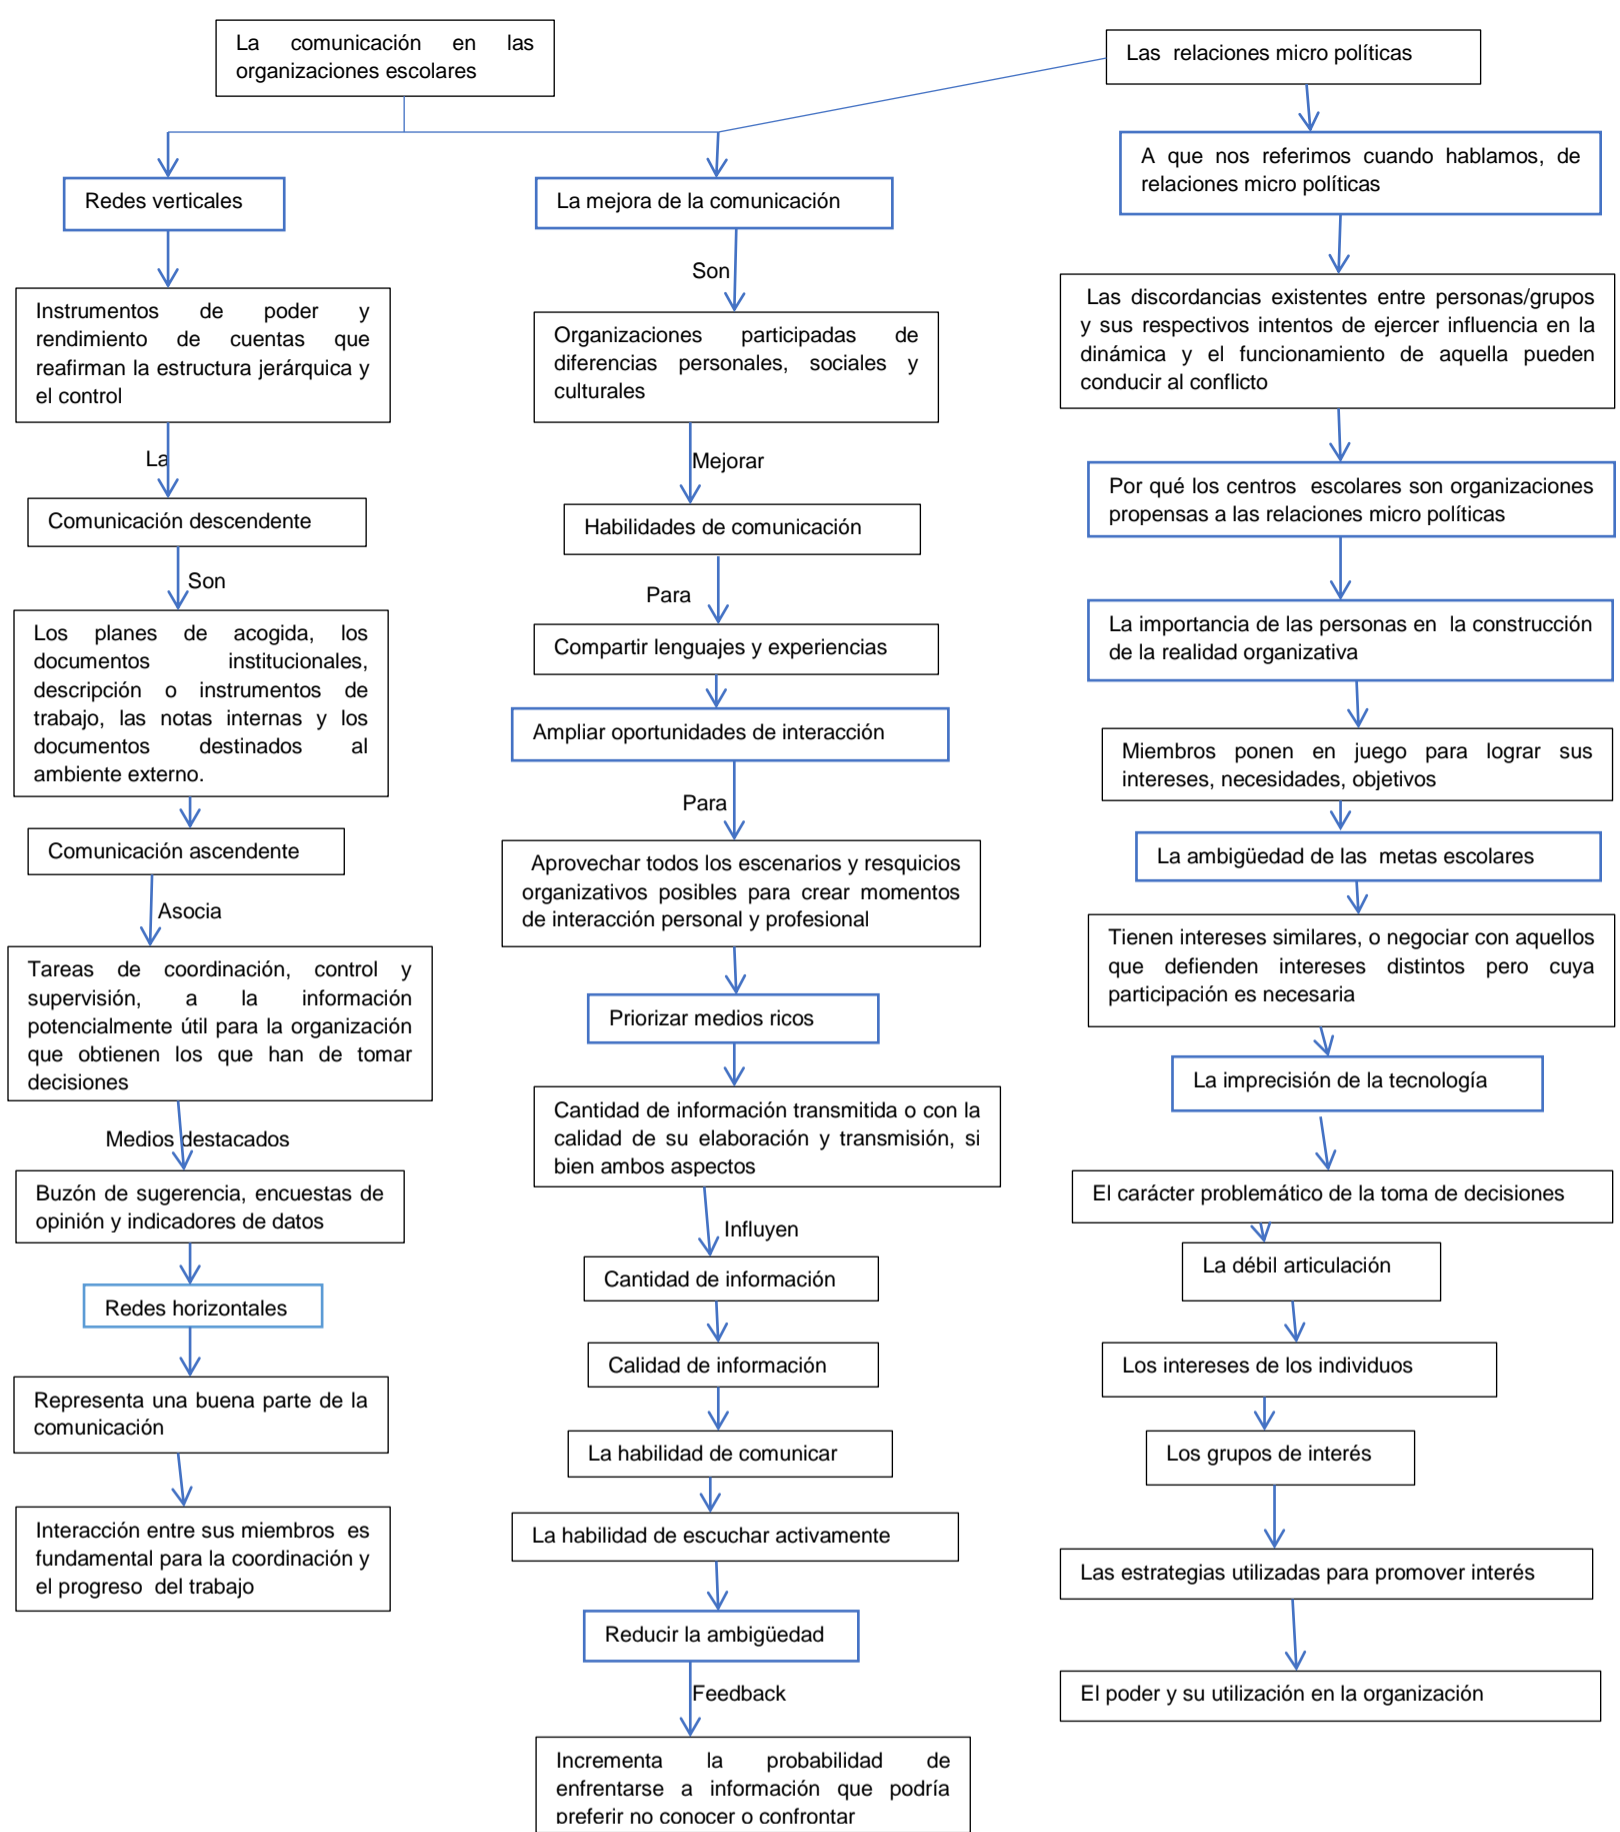 La comunicación en las
organizaciones escolares
Redes verticales
Instrumentos de poder y
rendimiento de cuentas que
reafirman la estructura jerárquica y
el control
La
Comunicación descendente
Son
Los planes de acogida, los
documentos institucionales,
descripción o instrumentos de
trabajo, las notas internas y los
documentos destinados al
ambiente externo.
Comunicación ascendente
Asocia
Tareas de coordinación, control y
supervisión, a la información
potencialmente útil para la organización
que obtienen los que han de tomar
decisiones
Medios destacados
Buzón de sugerencia, encuestas de
opinión y indicadores de datos
Redes horizontales
Representa una buena parte de la
comunicación
Interacción entre sus miembros es
fundamental para la coordinación y
el progreso del trabajo
La mejora de la comunicación
Son
Organizaciones participadas de
diferencias personales, sociales y
culturales
Mejorar
Habilidades de comunicación
Para
Compartir lenguajes y experiencias
Ampliar oportunidades de interacción
Para
Aprovechar todos los escenarios y resquicios
organizativos posibles para crear momentos
de interacción personal y profesional
Priorizar medios ricos
Cantidad de información transmitida o con la
calidad de su elaboración y transmisión, si
bien ambos aspectos
Influyen
Cantidad de información
Calidad de información
La habilidad de comunicar
La habilidad de escuchar activamente
Reducir la ambigüedad
Feedback
Incrementa la probabilidad de
enfrentarse a información que podría
preferir no conocer o confrontar
Las relaciones micro políticas
A que nos referimos cuando hablamos, de
relaciones micro políticas
Las discordancias existentes entre personas/grupos
y sus respectivos intentos de ejercer influencia en la
dinámica y el funcionamiento de aquella pueden
conducir al conflicto
Por qué los centros escolares son organizaciones
propensas a las relaciones micro políticas
La importancia de las personas en la construcción
de la realidad organizativa
Miembros ponen en juego para lograr sus
intereses, necesidades, objetivos
La ambigüedad de las metas escolares
Tienen intereses similares, o negociar con aquellos
que defienden intereses distintos pero cuya
participación es necesaria
La imprecisión de la tecnología
El carácter problemático de la toma de decisiones
La débil articulación
Los intereses de los individuos
Los grupos de interés
Las estrategias utilizadas para promover interés
El poder y su utilización en la organización